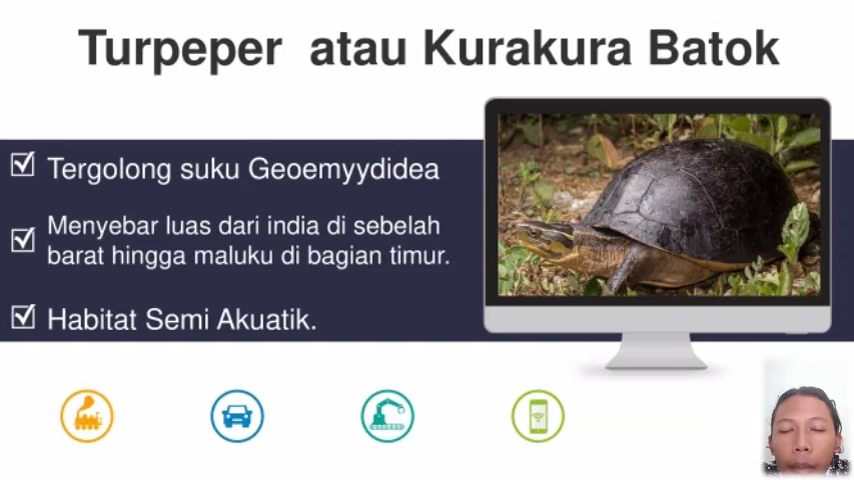 Turpeper atau Kurakura Batok
Tergolong suku Geoemyydidea
Menyebar luas dari india di sebelah
barat hingga maluku di bagian timur.
Habitat Semi Akuatik.